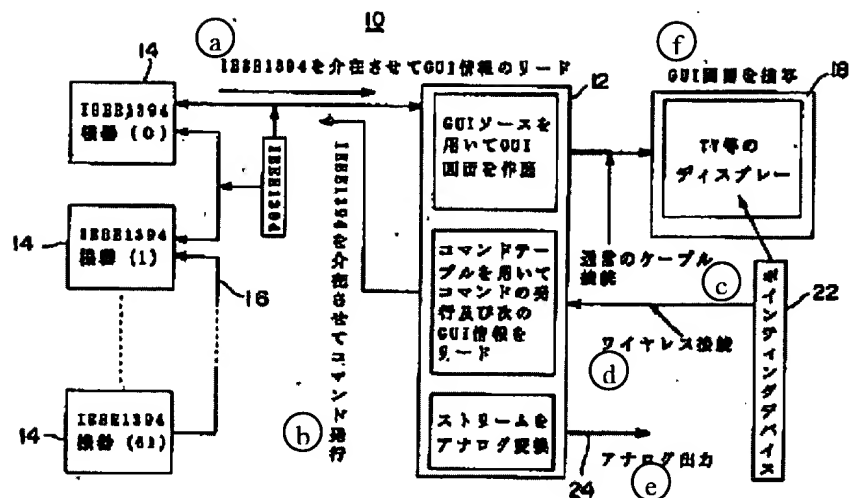 10
a
f
14
IEEE1394を介在させてGUI情報のリード
GUI画面を描写
18
12
IEEE1394
機器 (0)
GUIソースを
用いてGUI
画面を作画
TV等の
ディスプレー
IEEE1394
IEEE1394を介在させてコマンド発行
14
IEEE1394
機器 (1)
16
コマンドテー
ブルを用いて
コマンドの発
行及び次の
GUI情報を
リード
通常のケーブル
接続
c
22
ポインティングデバイス
ワイヤレス接続
d
b
14
IEEE1394
機器
ストリームを
アナログ変換
24
アナログ出力
e